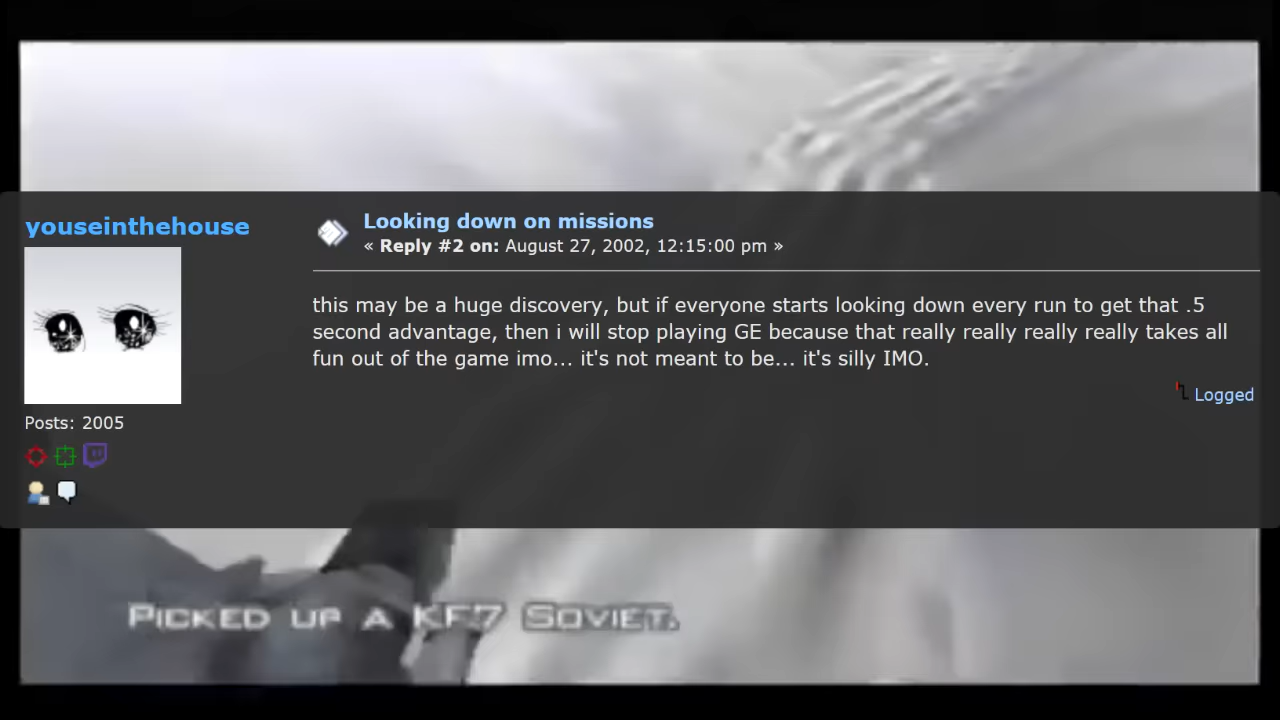 youseinthehouse
Looking down on missions
« Reply #2 on: August 27, 2002, 12:15:00 pm »
this may be a huge discovery, but if everyone starts looking down every run to get that .5
second advantage, then i will stop playing GE because that really really really really takes all
fun out of the game imo... it's not meant to be... it's silly IMO.
Logged
Posts: 2005
Picked up a KF7 Soviet.